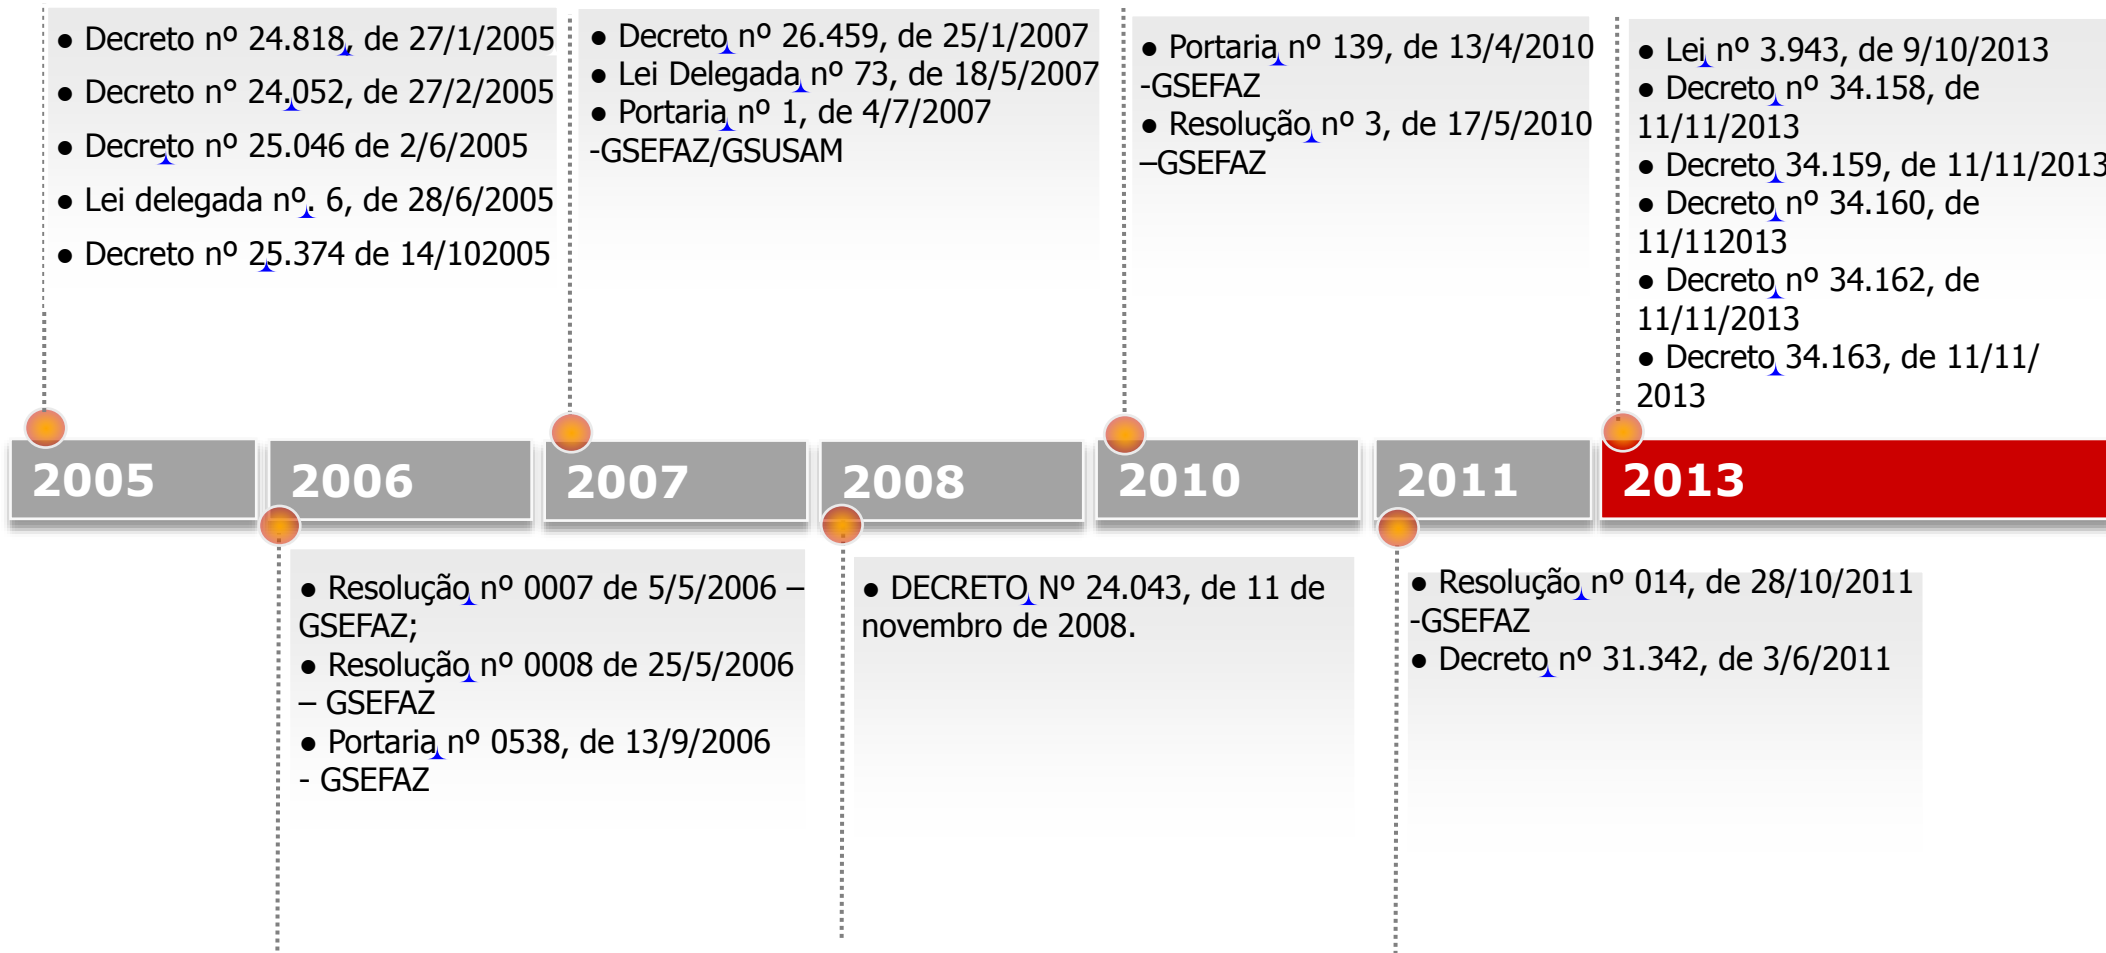 ● Decreto nº 24.818, de 27/1/2005
● Decreto n° 24.052, de 27/2/2005
● Decreto nº 25.046 de 2/6/2005
● Lei delegada nº. 6, de 28/6/2005
● Decreto nº 25.374 de 14/102005
● Decreto nº 26.459, de 25/1/2007
● Lei Delegada nº 73, de 18/5/2007
● Portaria nº 1, de 4/7/2007
-GSEFAZ/GSUSAM
● Portaria nº 139, de 13/4/2010
-GSEFAZ
● Resolução nº 3, de 17/5/2010
–GSEFAZ
● Lei nº 3.943, de 9/10/2013
● Decreto nº 34.158, de
11/11/2013
● Decreto 34.159, de 11/11/2013
● Decreto nº 34.160, de
11/112013
● Decreto nº 34.162, de
11/11/2013
● Decreto 34.163, de 11/11/
2013
2005
2006
2007
2008
2010
2011
2013
● Resolução nº 0007 de 5/5/2006 –
GSEFAZ;
● Resolução nº 0008 de 25/5/2006
– GSEFAZ
● Portaria nº 0538, de 13/9/2006
- GSEFAZ
● DECRETO Nº 24.043, de 11 de
novembro de 2008.
● Resolução nº 014, de 28/10/2011
-GSEFAZ
● Decreto nº 31.342, de 3/6/2011